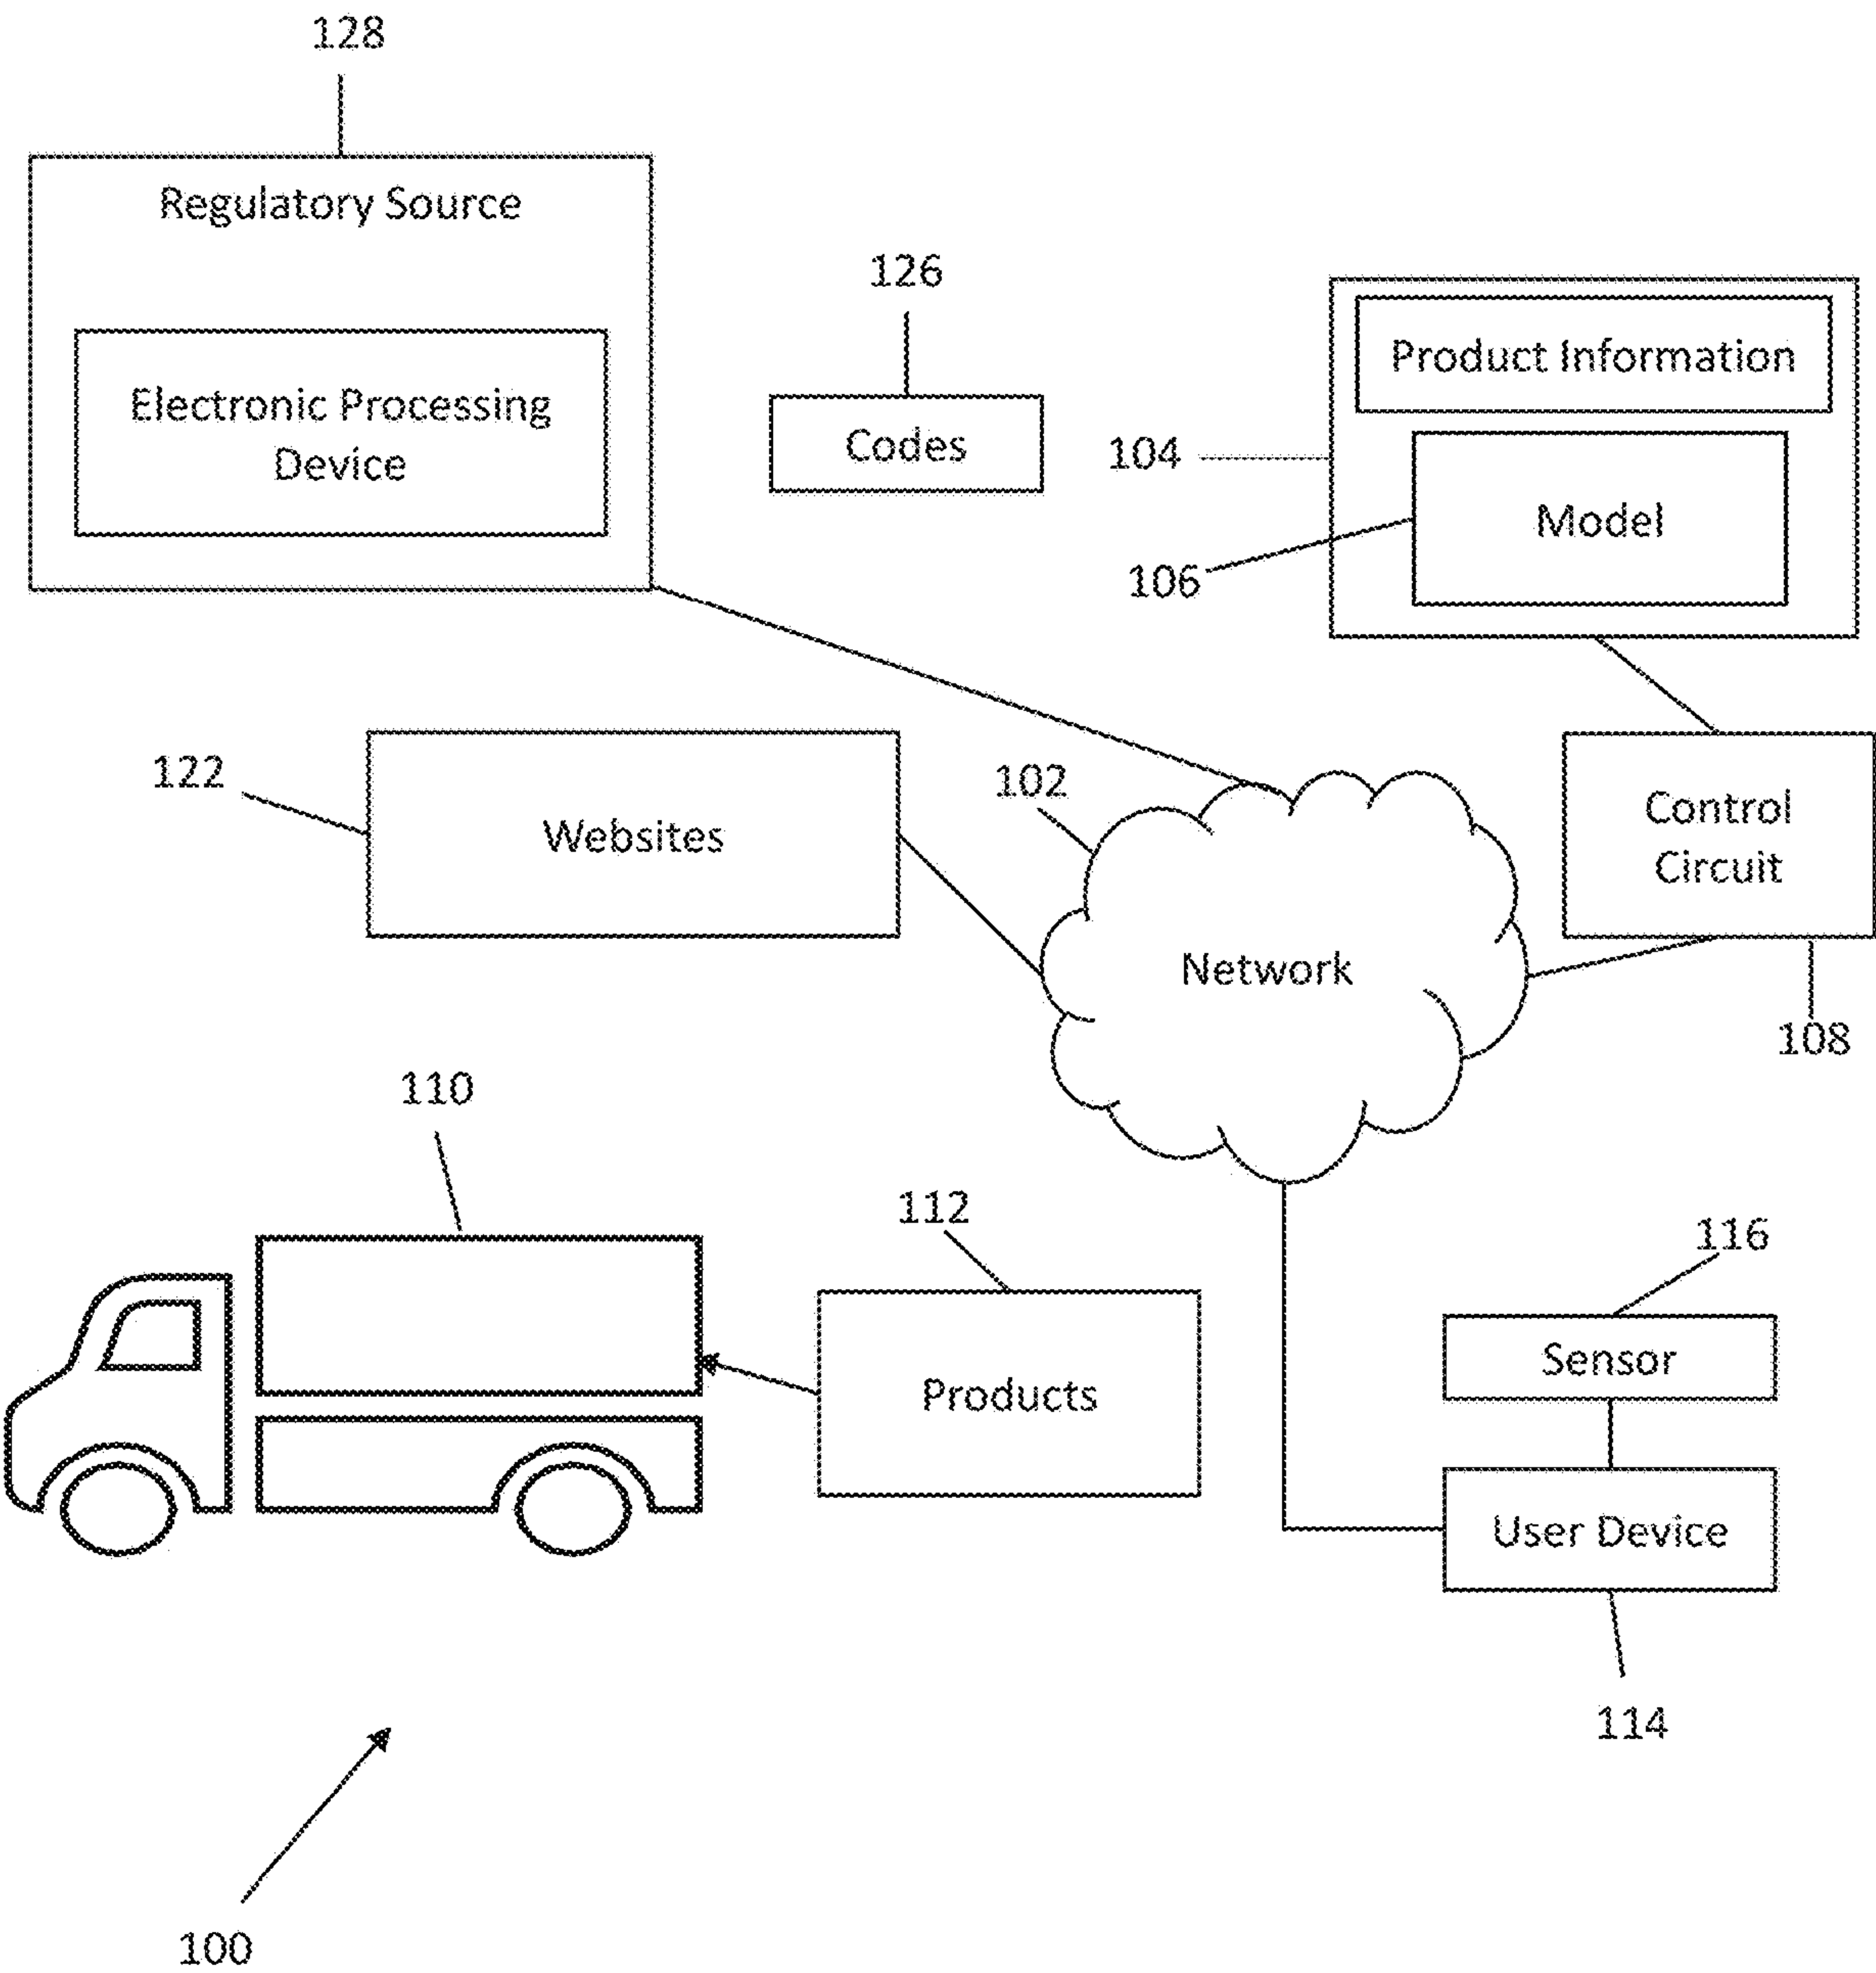 128
Regulatory Source
Electronic Processing
Device
126
Codes
Product Information
104
Model
106
122
Websites
102
Network
Control
Circuit
108
110
112
Products
116
Sensor
User Device
114
100